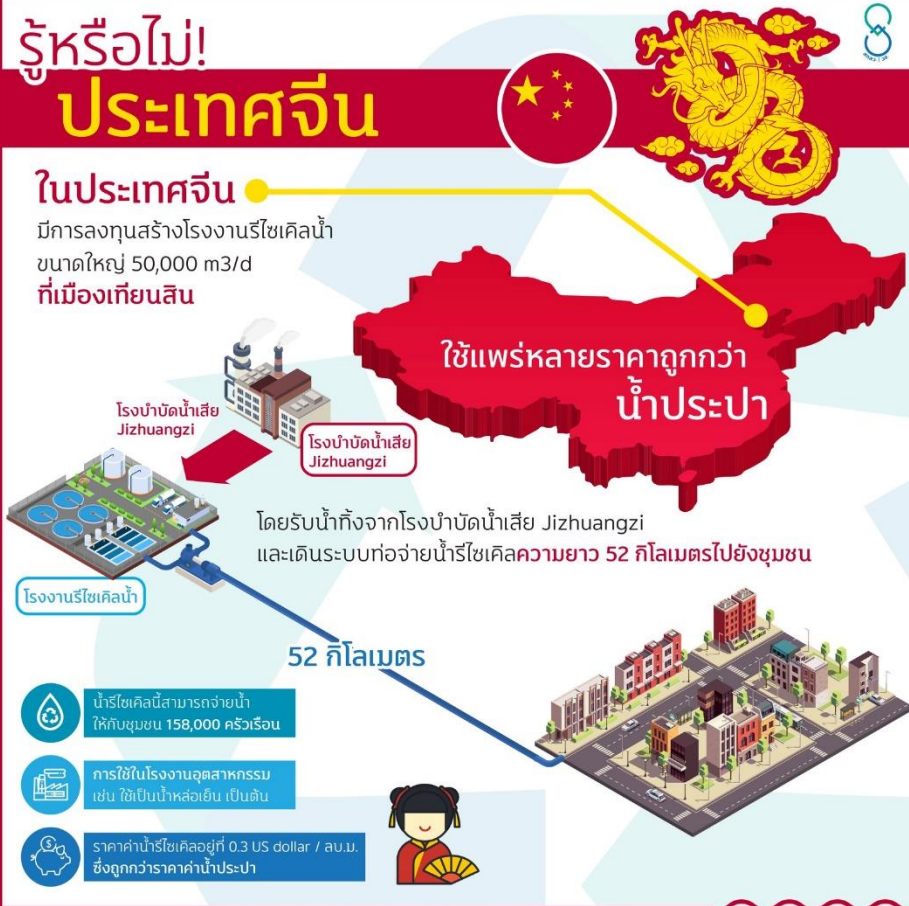 รู้หรือไม่!
ประเทศจีน
ในประเทศจีน
มีการลงทุนสร้างโรงงานรีไซเคิลน้ำ
ขนาดใหญ่ 50,000 m3/d
ที่เมืองเทียนสิน
ใช้แพร่หลายราคาถูกกว่า
น้ำประปา
โรงบำบัดน้ำเสีย
Jizhuangzi
โรงบำบัดน้ำเสีย
Jizhuangzi
โดยรับน้ำทิ้งจากโรงบำบัดน้ำเสีย Jizhuangzi
และเดินระบบท่อจ่ายน้ำรีไซเคิลความยาว 52 กิโลเมตรไปยังชุมชน
โรงงานรีไซเคิลน้ำ
52 กิโลเมตร
น้ำรีไซเคิลนี้สามารถจ่ายน้ำ
ให้กับชุมชน 158,000 ครัวเรือน
การใช้ในโรงงานอุตสาหกรรม
เช่น ใช้เป็นน้ำหล่อเย็น เป็นต้น
ราคาค่าน้ำรีไซเคิลอยู่ที่ 0.3 US dollar / ลบ.ม.
ซึ่งถูกกว่าราคาค่าน้ำประปา